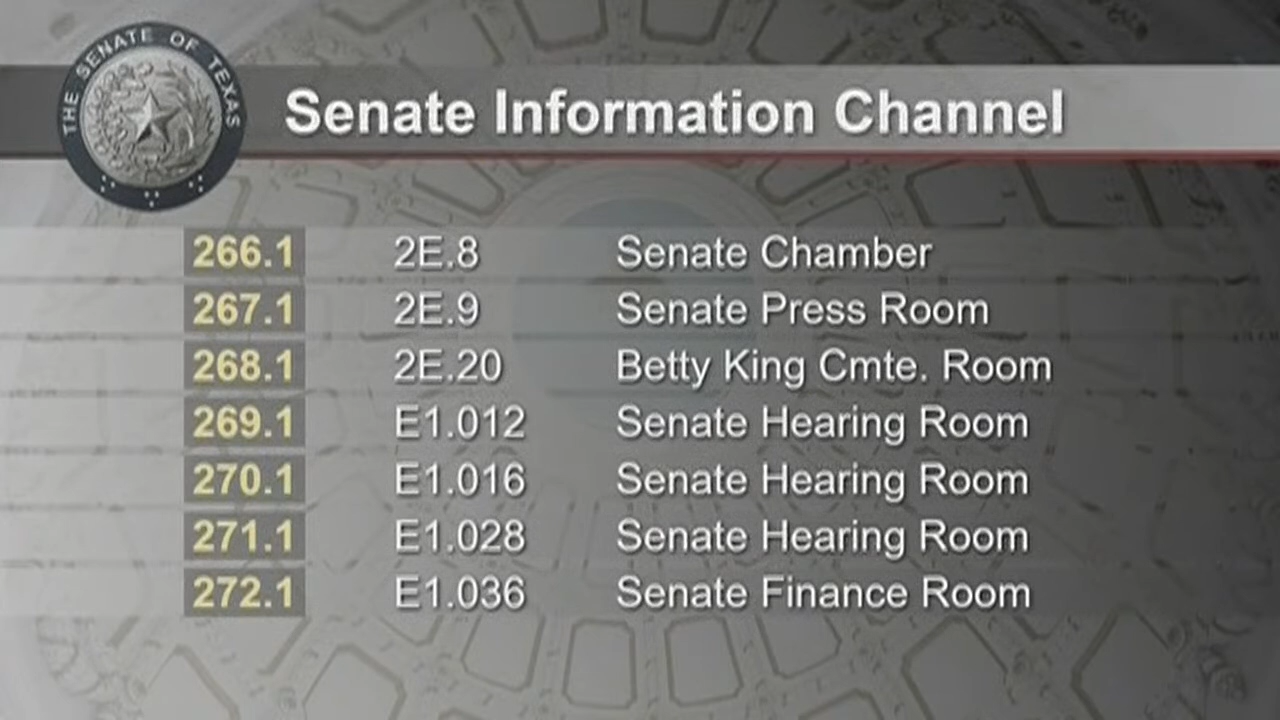 THE SENATE OF TEXAS
Senate Information Channel
266.1 2E.8 Senate Chamber
267.1 2E.9 Senate Press Room
268.1 2E.20 Betty King Cmte. Room
269.1 E1.012 Senate Hearing Room
270.1 E1.016 Senate Hearing Room
271.1 E1.028 Senate Hearing Room
272.1 E1.036 Senate Finance Room